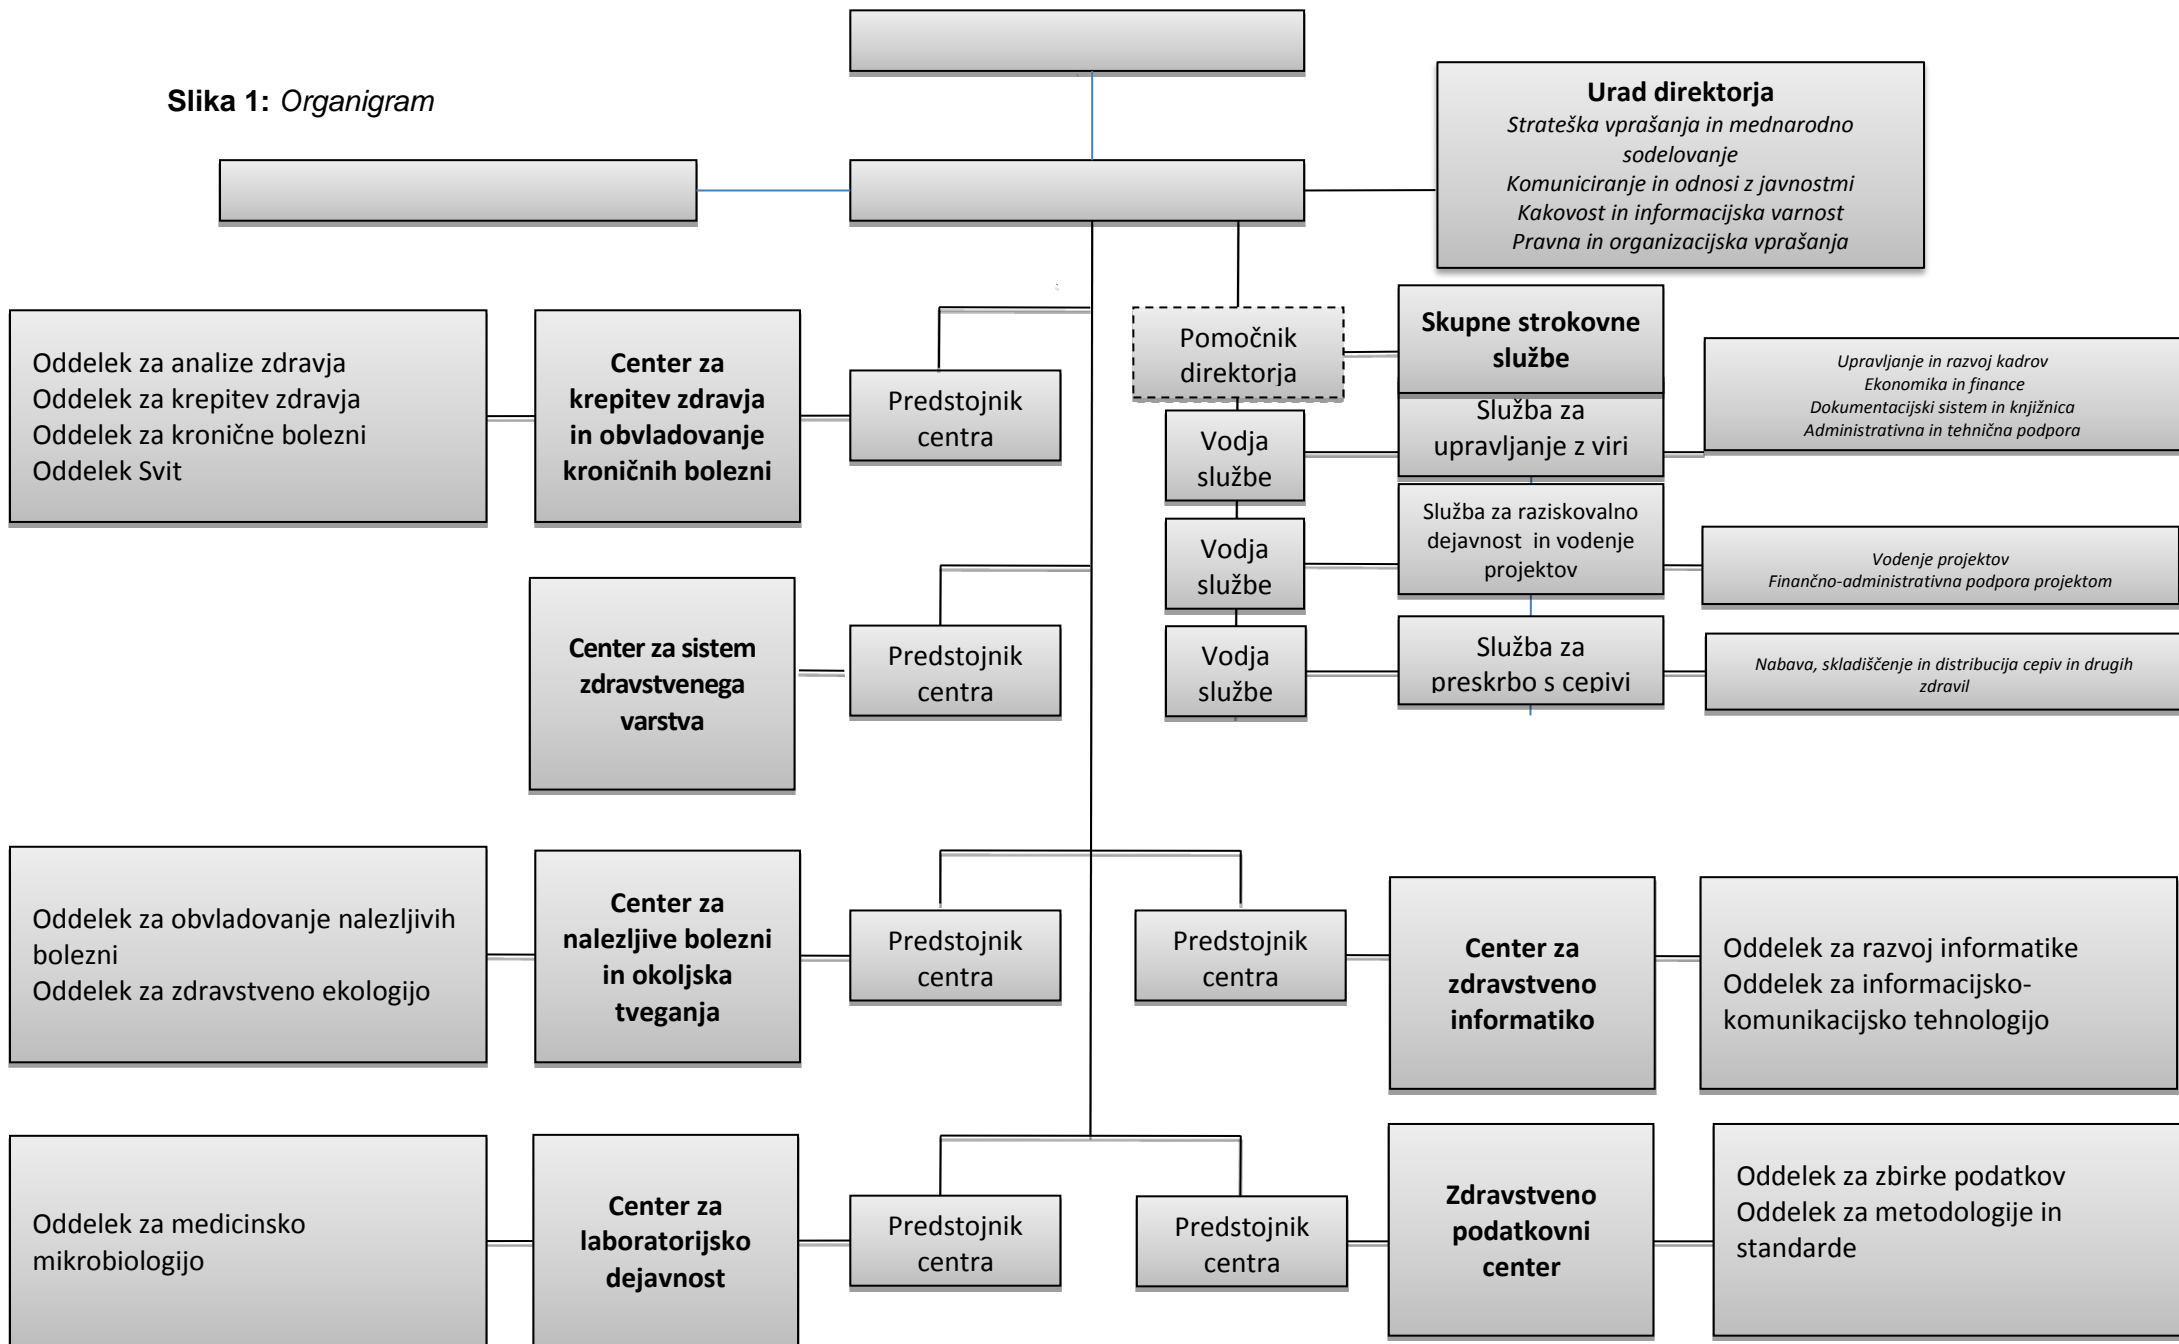 Slika 1: Organigram
Urad direktorja
Strateška vprašanja in mednarodno
sodelovanje
Komuniciranje in odnosi z javnostmi
Kakovost in informacijska varnost
Pravna in organizacijska vprašanja
Oddelek za analize zdravja
Oddelek za krepitev zdravja
Oddelek za kronične bolezni
Oddelek Svit
Center za
krepitev zdravja
in obvladovanje
kroničnih bolezni
Predstojnik
centra
Pomočnik
direktorja
Skupne strokovne
službe
Vodja
službe
Služba za
upravljanje z viri
Upravljanje in razvoj kadrov
Ekonomika in finance
Dokumentacijski sistem in knjižnica
Administrativna in tehnična podpora
Vodja
službe
Služba za raziskovalno
dejavnost  in vodenje
projektov
Vodenje projektov
Finančno-administrativna podpora projektom
Center za sistem
zdravstvenega
varstva
Predstojnik
centra
Vodja
službe
Služba za
preskrbo s cepivi
Nabava, skladiščenje in distribucija cepiv in drugih
zdravil
Oddelek za obvladovanje nalezljivih
bolezni
Oddelek za zdravstveno ekologijo
Center za
nalezljive bolezni
in okoljska
tveganja
Predstojnik
centra
Predstojnik
centra
Center za
zdravstveno
informatiko
Oddelek za razvoj informatike
Oddelek za informacijsko-
komunikacijsko tehnologijo
Oddelek za medicinsko
mikrobiologijo
Center za
laboratorijsko
dejavnost
Predstojnik
centra
Predstojnik
centra
Zdravstveno
podatkovni
center
Oddelek za zbirke podatkov
Oddelek za metodologije in
standarde